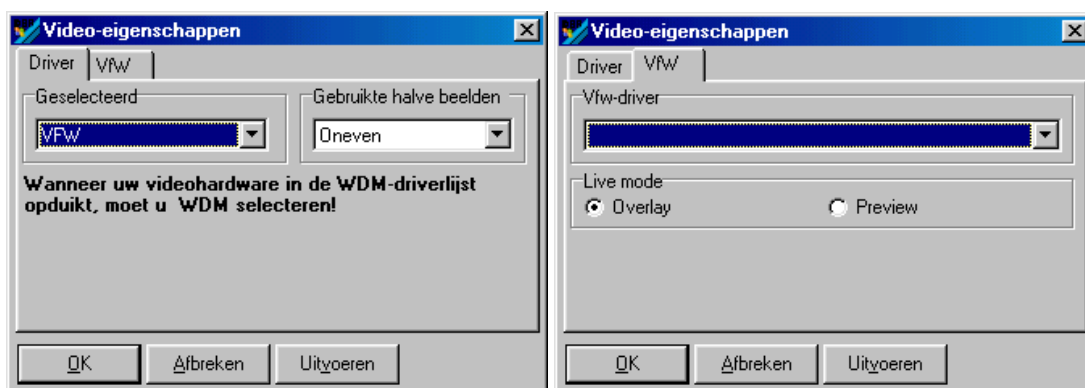 Video-eigenschappen
Driver VfW
Geselecteerd Gebruikte halve beelden
VFW Oneven
Wanneer uw videohardware in de WDM-driverlijst
opduikt, moet u WDM selecteren!
OK Afbreken Uitvoeren
Video-eigenschappen
Driver VfW
Vfw-driver
Live mode
Overlay Preview
OK Afbreken Uitvoeren